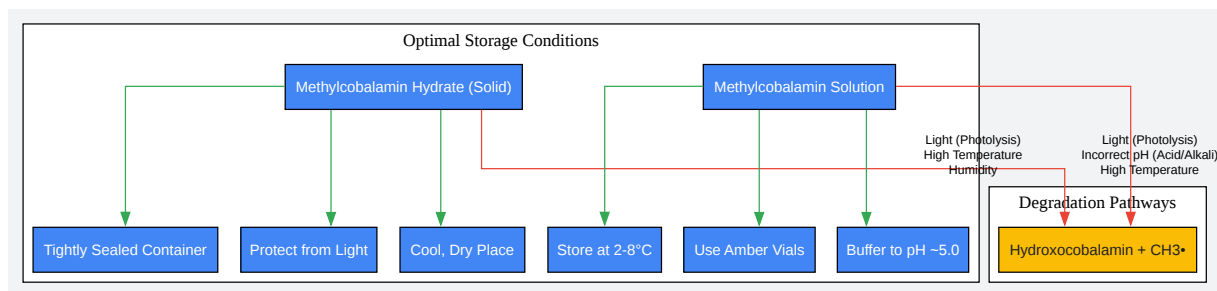 Optimal Storage Conditions
Methylcobalamin Hydrate (Solid)
Methylcobalamin Solution
Light (Photolysis)
High Temperature
Humidity
Light (Photolysis)
Incorrect pH (Acid/Alkali)
High Temperature
Degradation Pathways
Tightly Sealed Container
Protect from Light
Cool, Dry Place
Store at 2-8°C
Use Amber Vials
Buffer to pH ~5.0
Hydroxocobalamin + CH3•